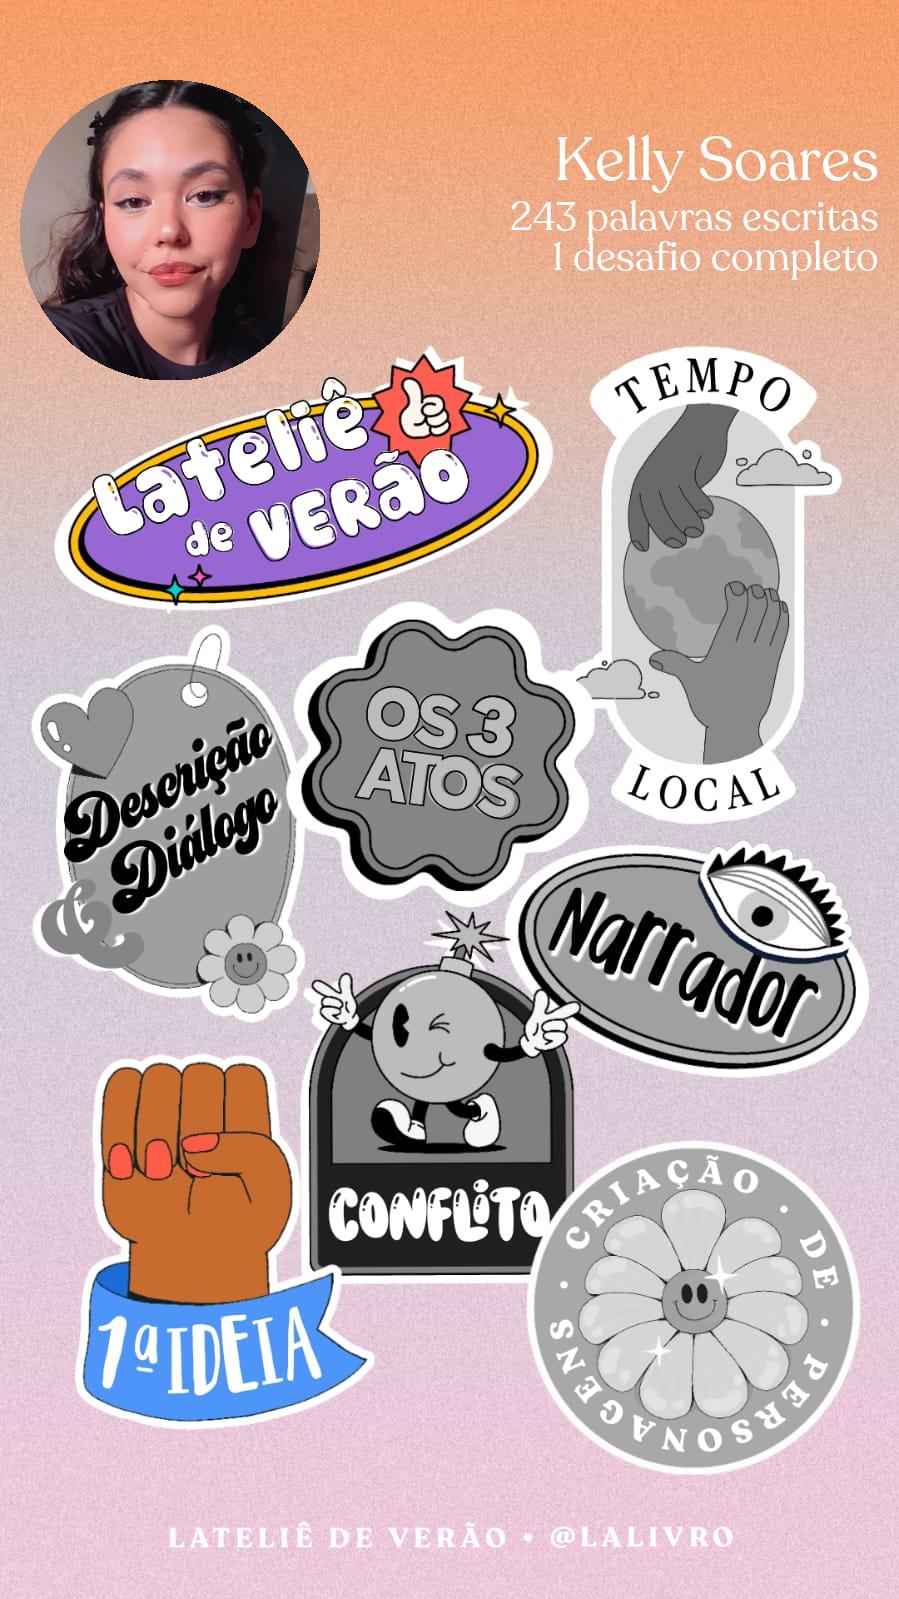 Kelly Soares
243 palavras escritas
1 desafio completo
Lateliê
de VERÃO
TEMPO
LOCAL
OS 3
ATOS
Descrição
&
Diálogo
Narrador
CONFLITO
1ª IDEIA
CRIAÇÃO · DE · PERSONAGENS ·
LATELIÊ DE VERÃO • @LALIVRO